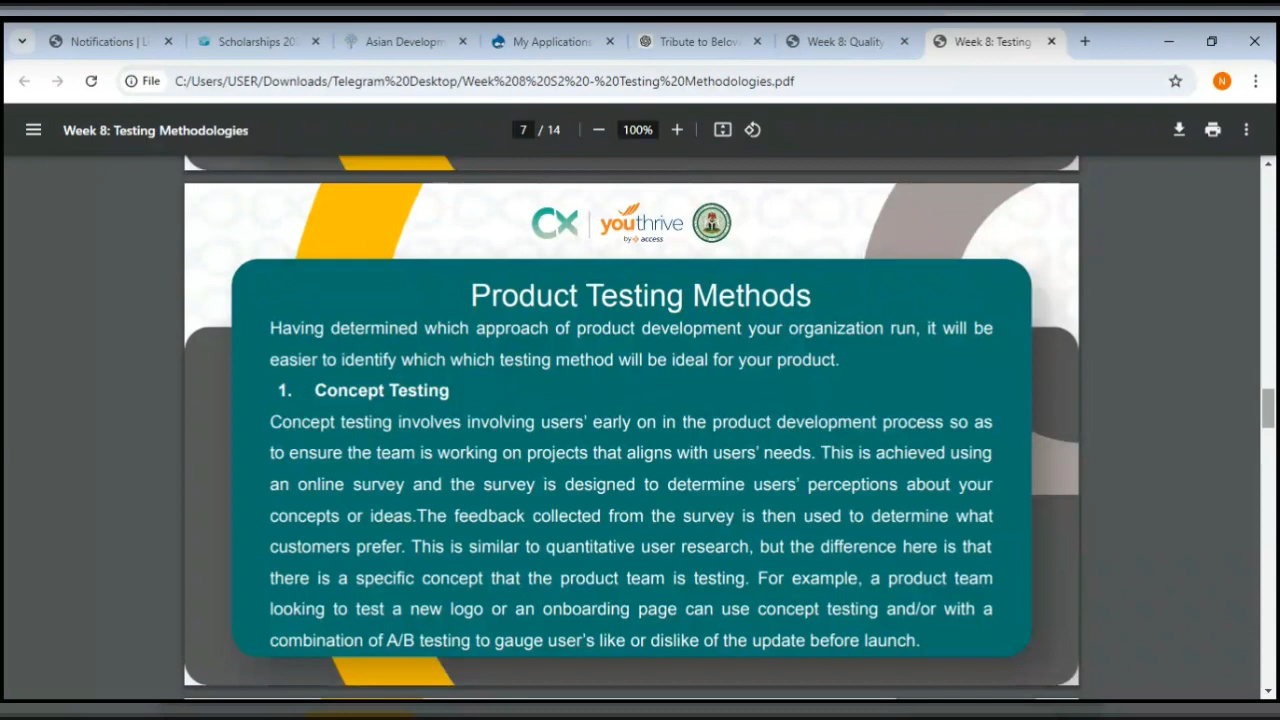 Notifications | L
Scholarships 202
Asian Developm
My Applications
Tribute to Belov
Week 8: Quality
Week 8: Testing
File
C:/Users/USER/Downloads/Telegram%20Desktop/Week%208%20S2%20-%20Testing%20Methodologies.pdf
N
Week 8: Testing Methodologies
7 / 14
100%
CX
youthrive
by access
Product Testing Methods
Having determined which approach of product development your organization run, it will be
easier to identify which which testing method will be ideal for your product.
1. Concept Testing
Concept testing involves involving users' early on in the product development process so as
to ensure the team is working on projects that aligns with users' needs. This is achieved using
an online survey and the survey is designed to determine users' perceptions about your
concepts or ideas.The feedback collected from the survey is then used to determine what
customers prefer. This is similar to quantitative user research, but the difference here is that
there is a specific concept that the product team is testing. For example, a product team
looking to test a new logo or an onboarding page can use concept testing and/or with a
combination of A/B testing to gauge user's like or dislike of the update before launch.